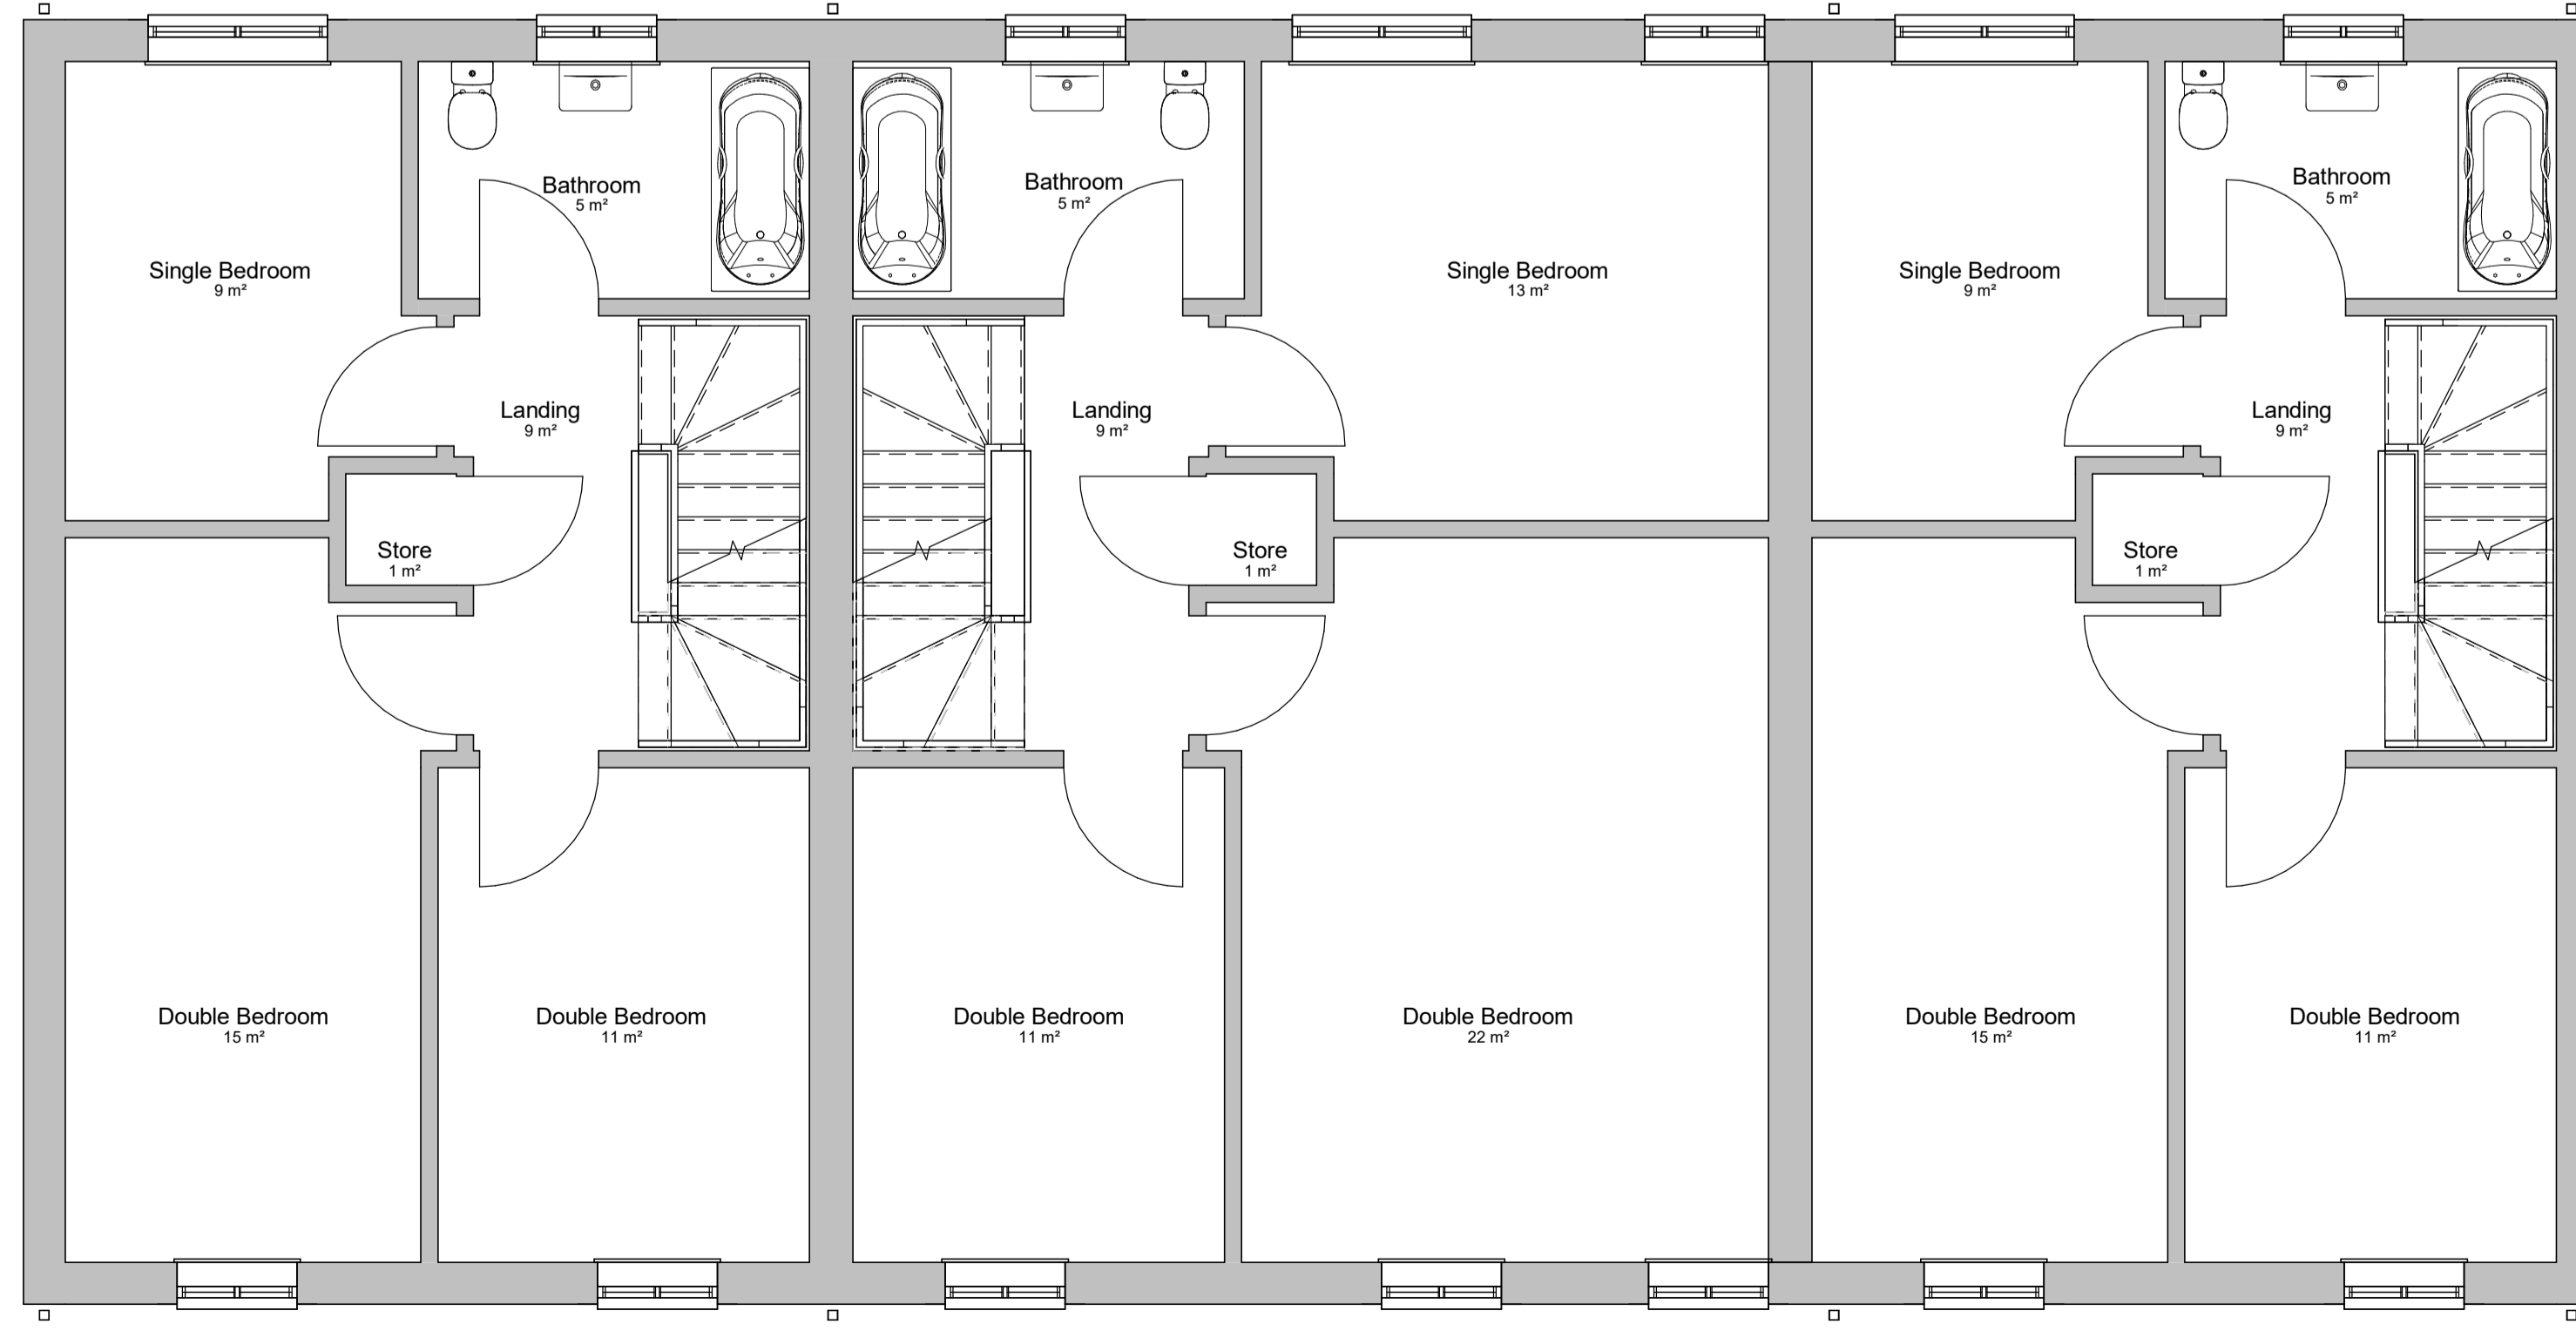 Bathroom
5 m²
Bathroom
5 m²
Bathroom
5 m²
Single Bedroom
9 m²
Single Bedroom
13 m²
Single Bedroom
9 m²
Landing
9 m²
Landing
9 m²
Landing
9 m²
Store
1 m²
Store
1 m²
Store
1 m²
Double Bedroom
15 m²
Double Bedroom
11 m²
Double Bedroom
11 m²
Double Bedroom
22 m²
Double Bedroom
15 m²
Double Bedroom
11 m²